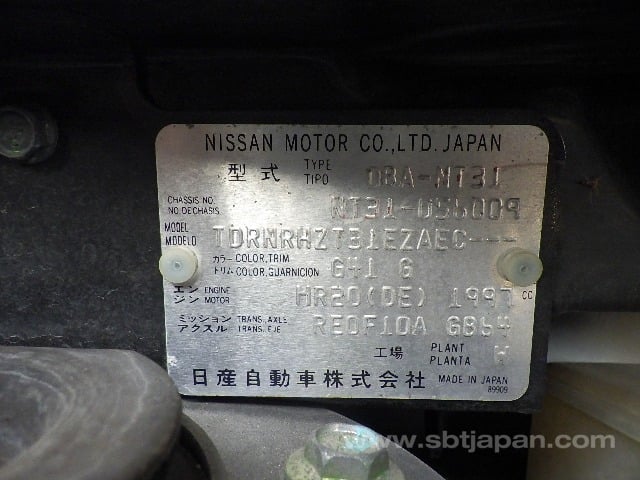 NISSAN MOTOR CO., LTD. JAPAN
型式 TYPE TIPO DBA-NT31
CHASSIS NO. NO.DECHASIS NT31-056009
MODEL MODELO TDRNRHZT31EZAEC---
カラー COLOR,TRIM トリム COLOR,GUARNICION G41 G
エンジン ENGINE MOTOR MR20(DE) 1997 CC
ミッション TRANS.AXLE アクスル TRANS.EJE RE0F10A GB64
工場 PLANT PLANTA W
日産自動車株式会社 MADE IN JAPAN
89909
www.sbtjapan.com